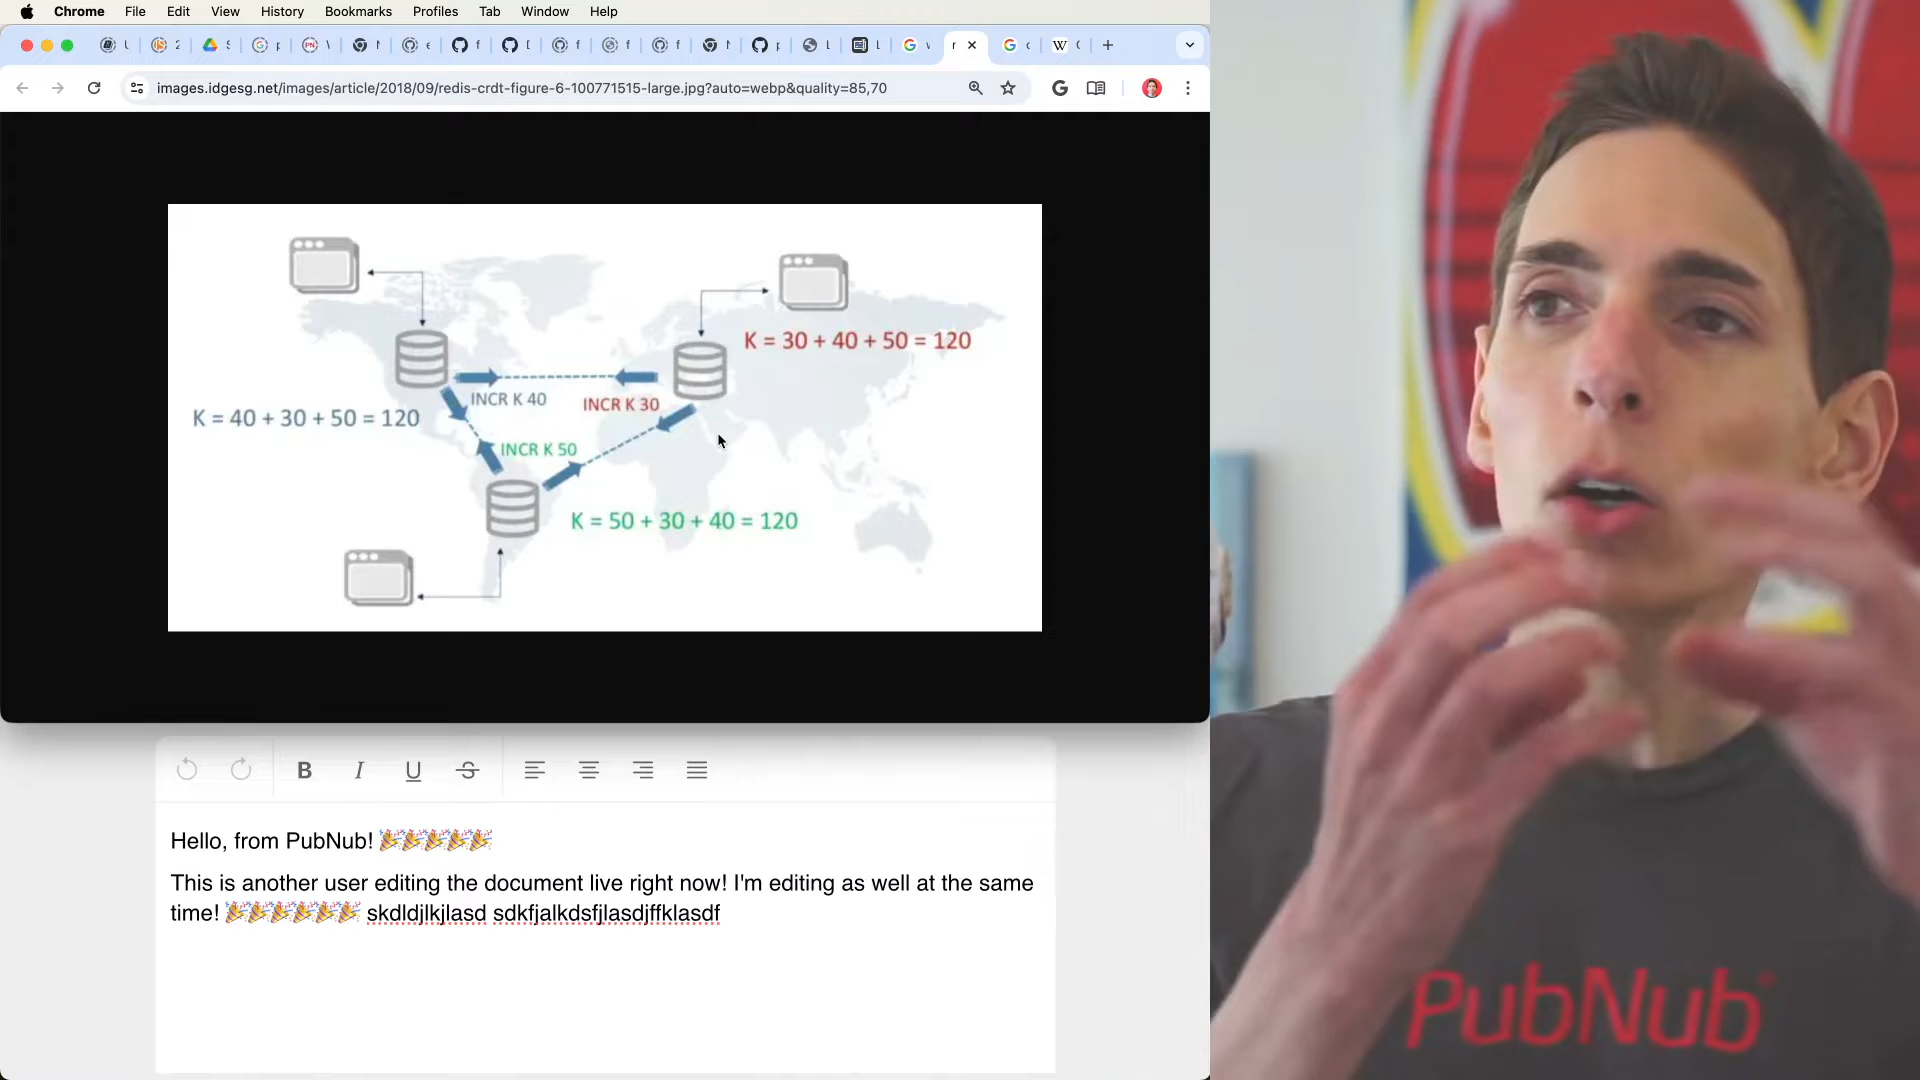 Chrome File Edit View History Bookmarks Profiles Tab Window Help
images.idgesg.net/images/article/2018/09/redis-crdt-figure-6-100771515-large.jpg?auto=webp&quality=85,70
K = 30 + 40 + 50 = 120
INCR K 40
INCR K 30
K = 40 + 30 + 50 = 120
INCR K 50
K = 50 + 30 + 40 = 120
B I U S
Hello, from PubNub! 🎉🎉🎉🎉🎉
This is another user editing the document live right now! I'm editing as well at the same
time! 🎉🎉🎉🎉🎉🎉 skdldjlkjlasd sdkfjalkdsfjlasdjffklasdf
PubNub